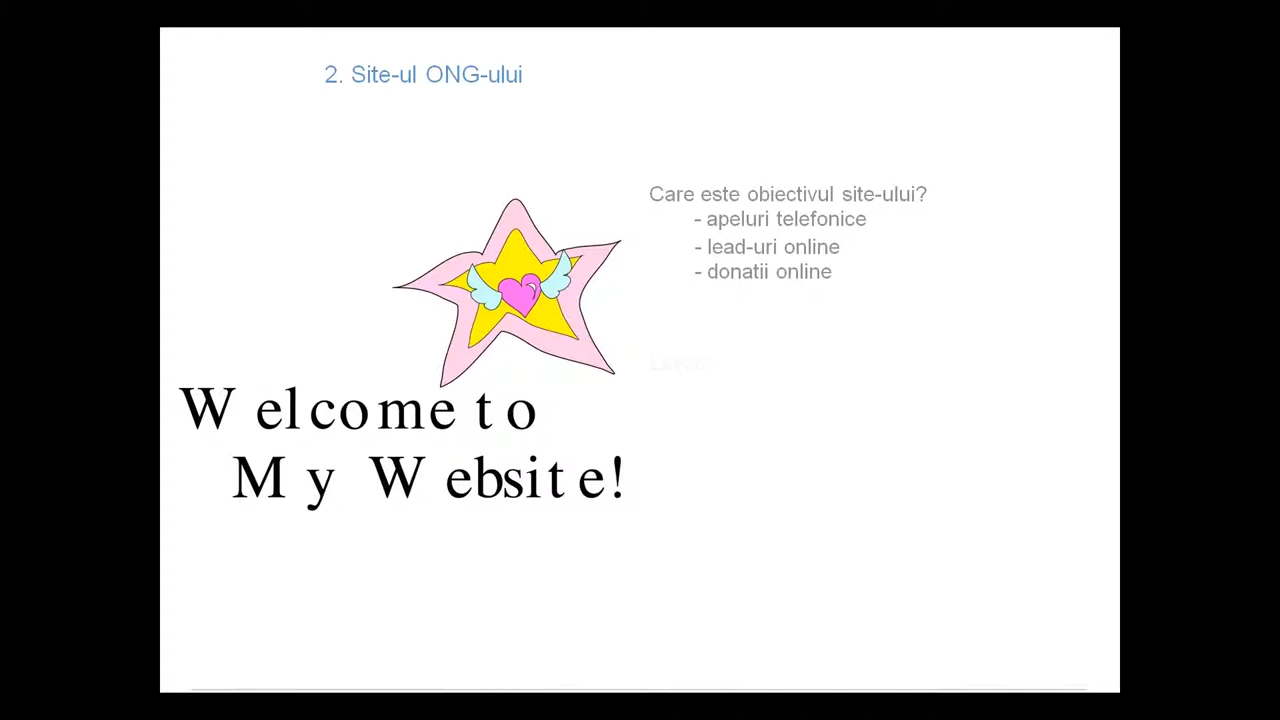 2. Site-ul ONG-ului
Care este obiectivul site-ului?
- apeluri telefonice
- lead-uri online
- donatii online
Welcome to
My Website!